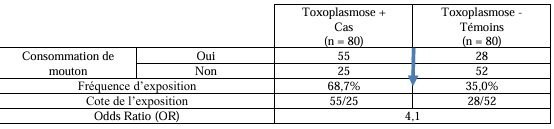 Toxoplasmose + Toxoplasmose -
Cas Témoins
(n = 80) (n = 80)
Consommation de mouton Oui 55 28
Non 25 52
Fréquence d'exposition 68,7% 35,0%
Cote de l'exposition 55/25 28/52
Odds Ratio (OR) 4,1